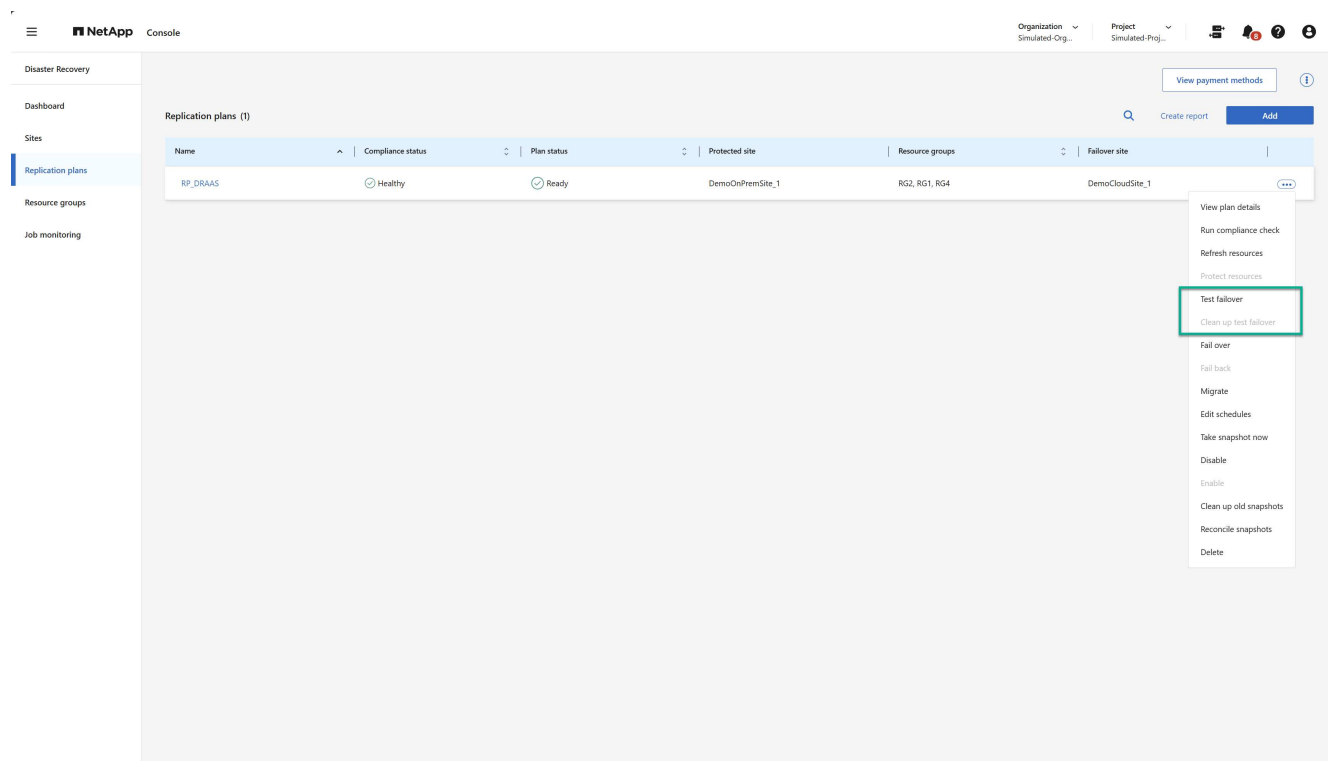 NetApp Console
Organization
Simulated-Org...
Project
Simulated-Proj...
8
Disaster Recovery
Dashboard
Sites
Replication plans
Resource groups
Job monitoring
View payment methods
Replication plans (1)
Create report
Add
Name Compliance status Plan status Protected site Resource groups Failover site
RP_DRAAS Healthy Ready DemoOnPremSite_1 RG2, RG1, RG4 DemoCloudSite_1
View plan details
Run compliance check
Refresh resources
Protect resources
Test failover
Clean up test failover
Fail over
Fail back
Migrate
Edit schedules
Take snapshot now
Disable
Enable
Clean up old snapshots
Reconcile snapshots
Delete